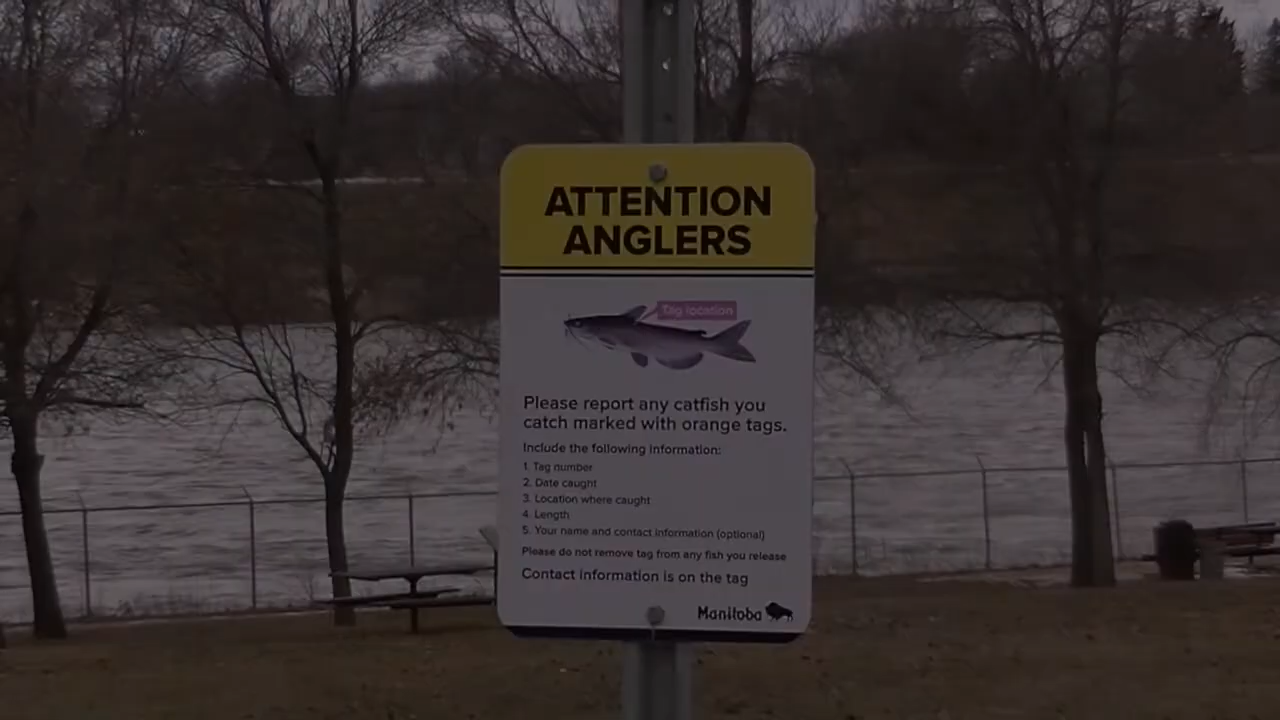 ATTENTION
ANGLERS
Tag location
Please report any catfish you
catch marked with orange tags.
Include the following information:
1. Tag number
2. Date caught
3. Location where caught
4. Length
5. Your name and contact information (optional)
Please do not remove tag from any fish you release
Contact information is on the tag
Manitoba